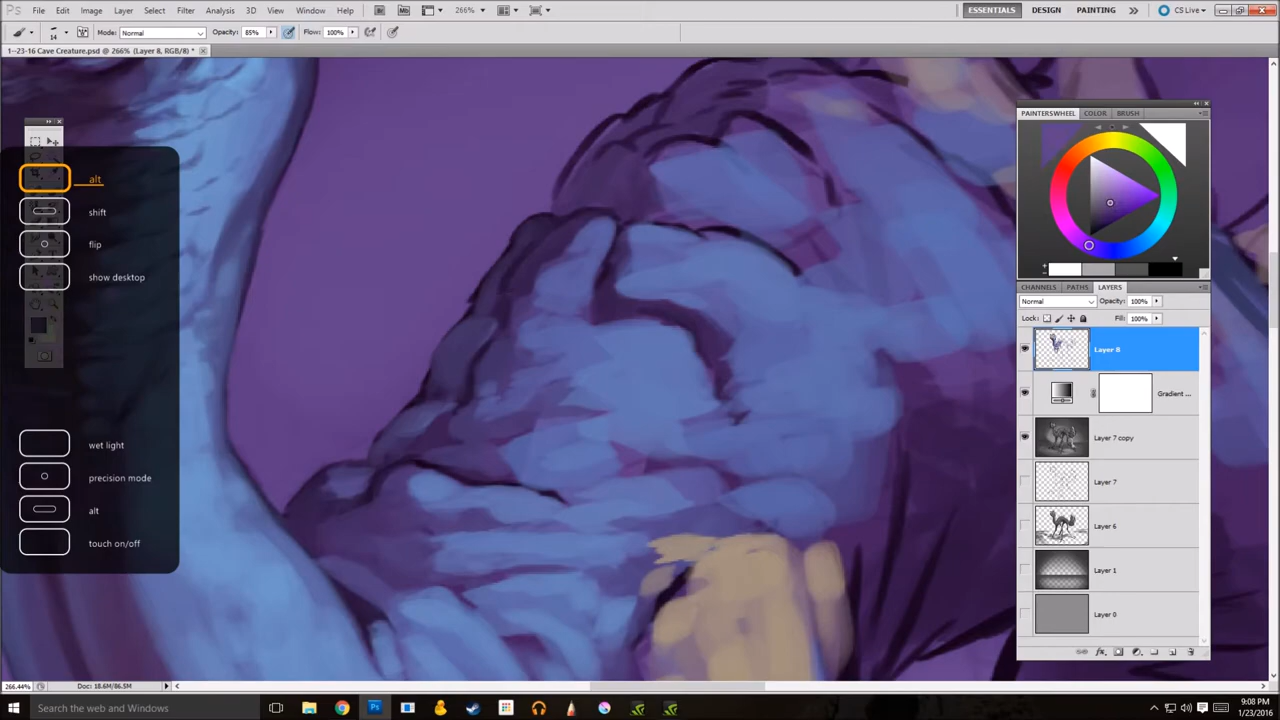 PS File Edit Image Layer Select Filter Analysis 3D View Window Help Mb 266% ESSENTIALS DESIGN PAINTING CS Live
14 Mode: Normal Opacity: 85% Flow: 100%
1--23-16 Cave Creature.psd @ 266% (Layer 8, RGB/8) *
PAINTERSWHEEL COLOR BRUSH
alt
shift
flip
show desktop
wet light
precision mode
alt
touch on/off
CHANNELS PATHS LAYERS
Normal Opacity: 100%
Lock: Fill: 100%
Layer 8
Gradient ...
Layer 7 copy
Layer 7
Layer 6
Layer 1
Layer 0
266.44% Doc: 18.6M/86.5M
Search the web and Windows
9:08 PM
1/23/2016